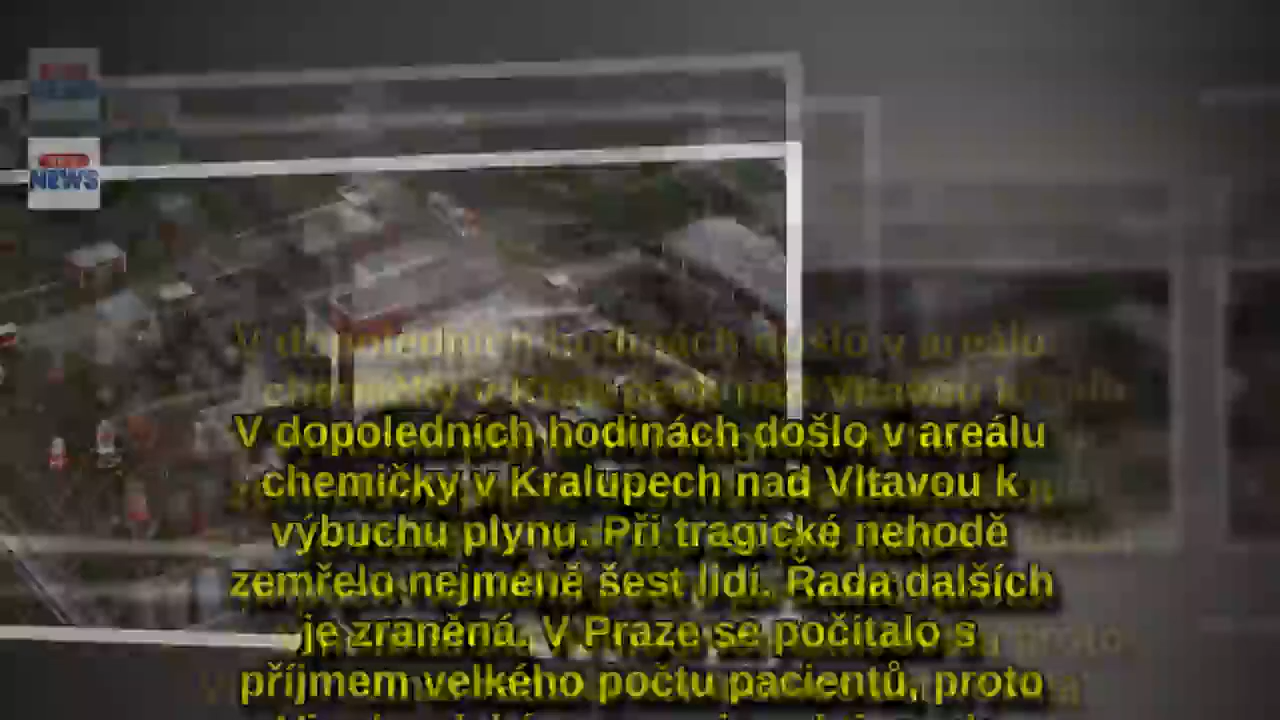 NEWS
V dopoledních hodinách došlo v areálu
chemičky v Kralupech nad Vltavou k
výbuchu plynu. Při tragické nehodě
zemřelo nejméně šest lidí. Řada dalších
je zraněná. V Praze se počítalo s
příjmem velkého počtu pacientů, proto